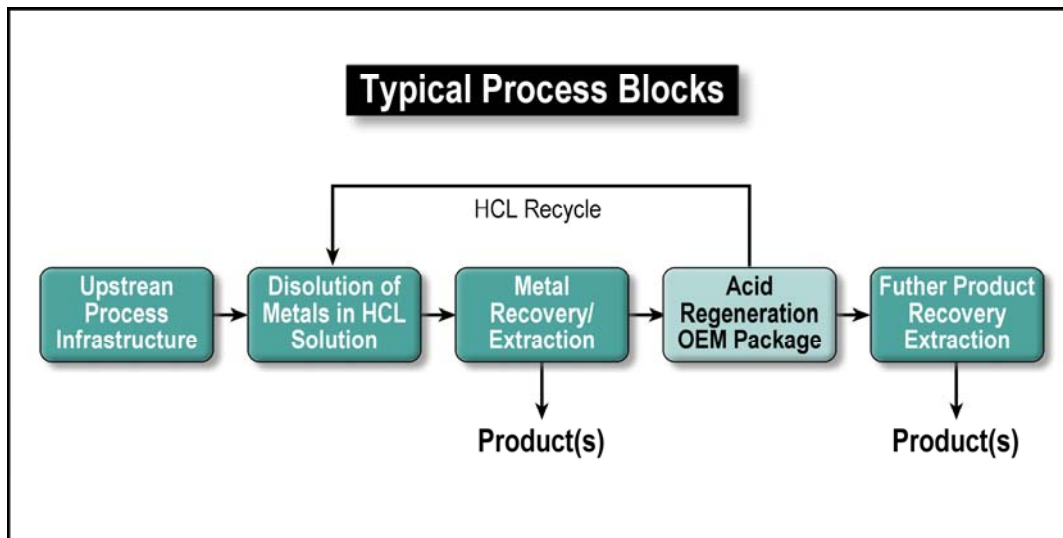 Typical Process Blocks
HCL Recycle
Upstrean
Process
Infrastructure
Disolution of
Metals in HCL
Solution
Metal
Recovery/
Extraction
Acid
Regeneration
OEM Package
Futher Product
Recovery
Extraction
Product(s)
Product(s)